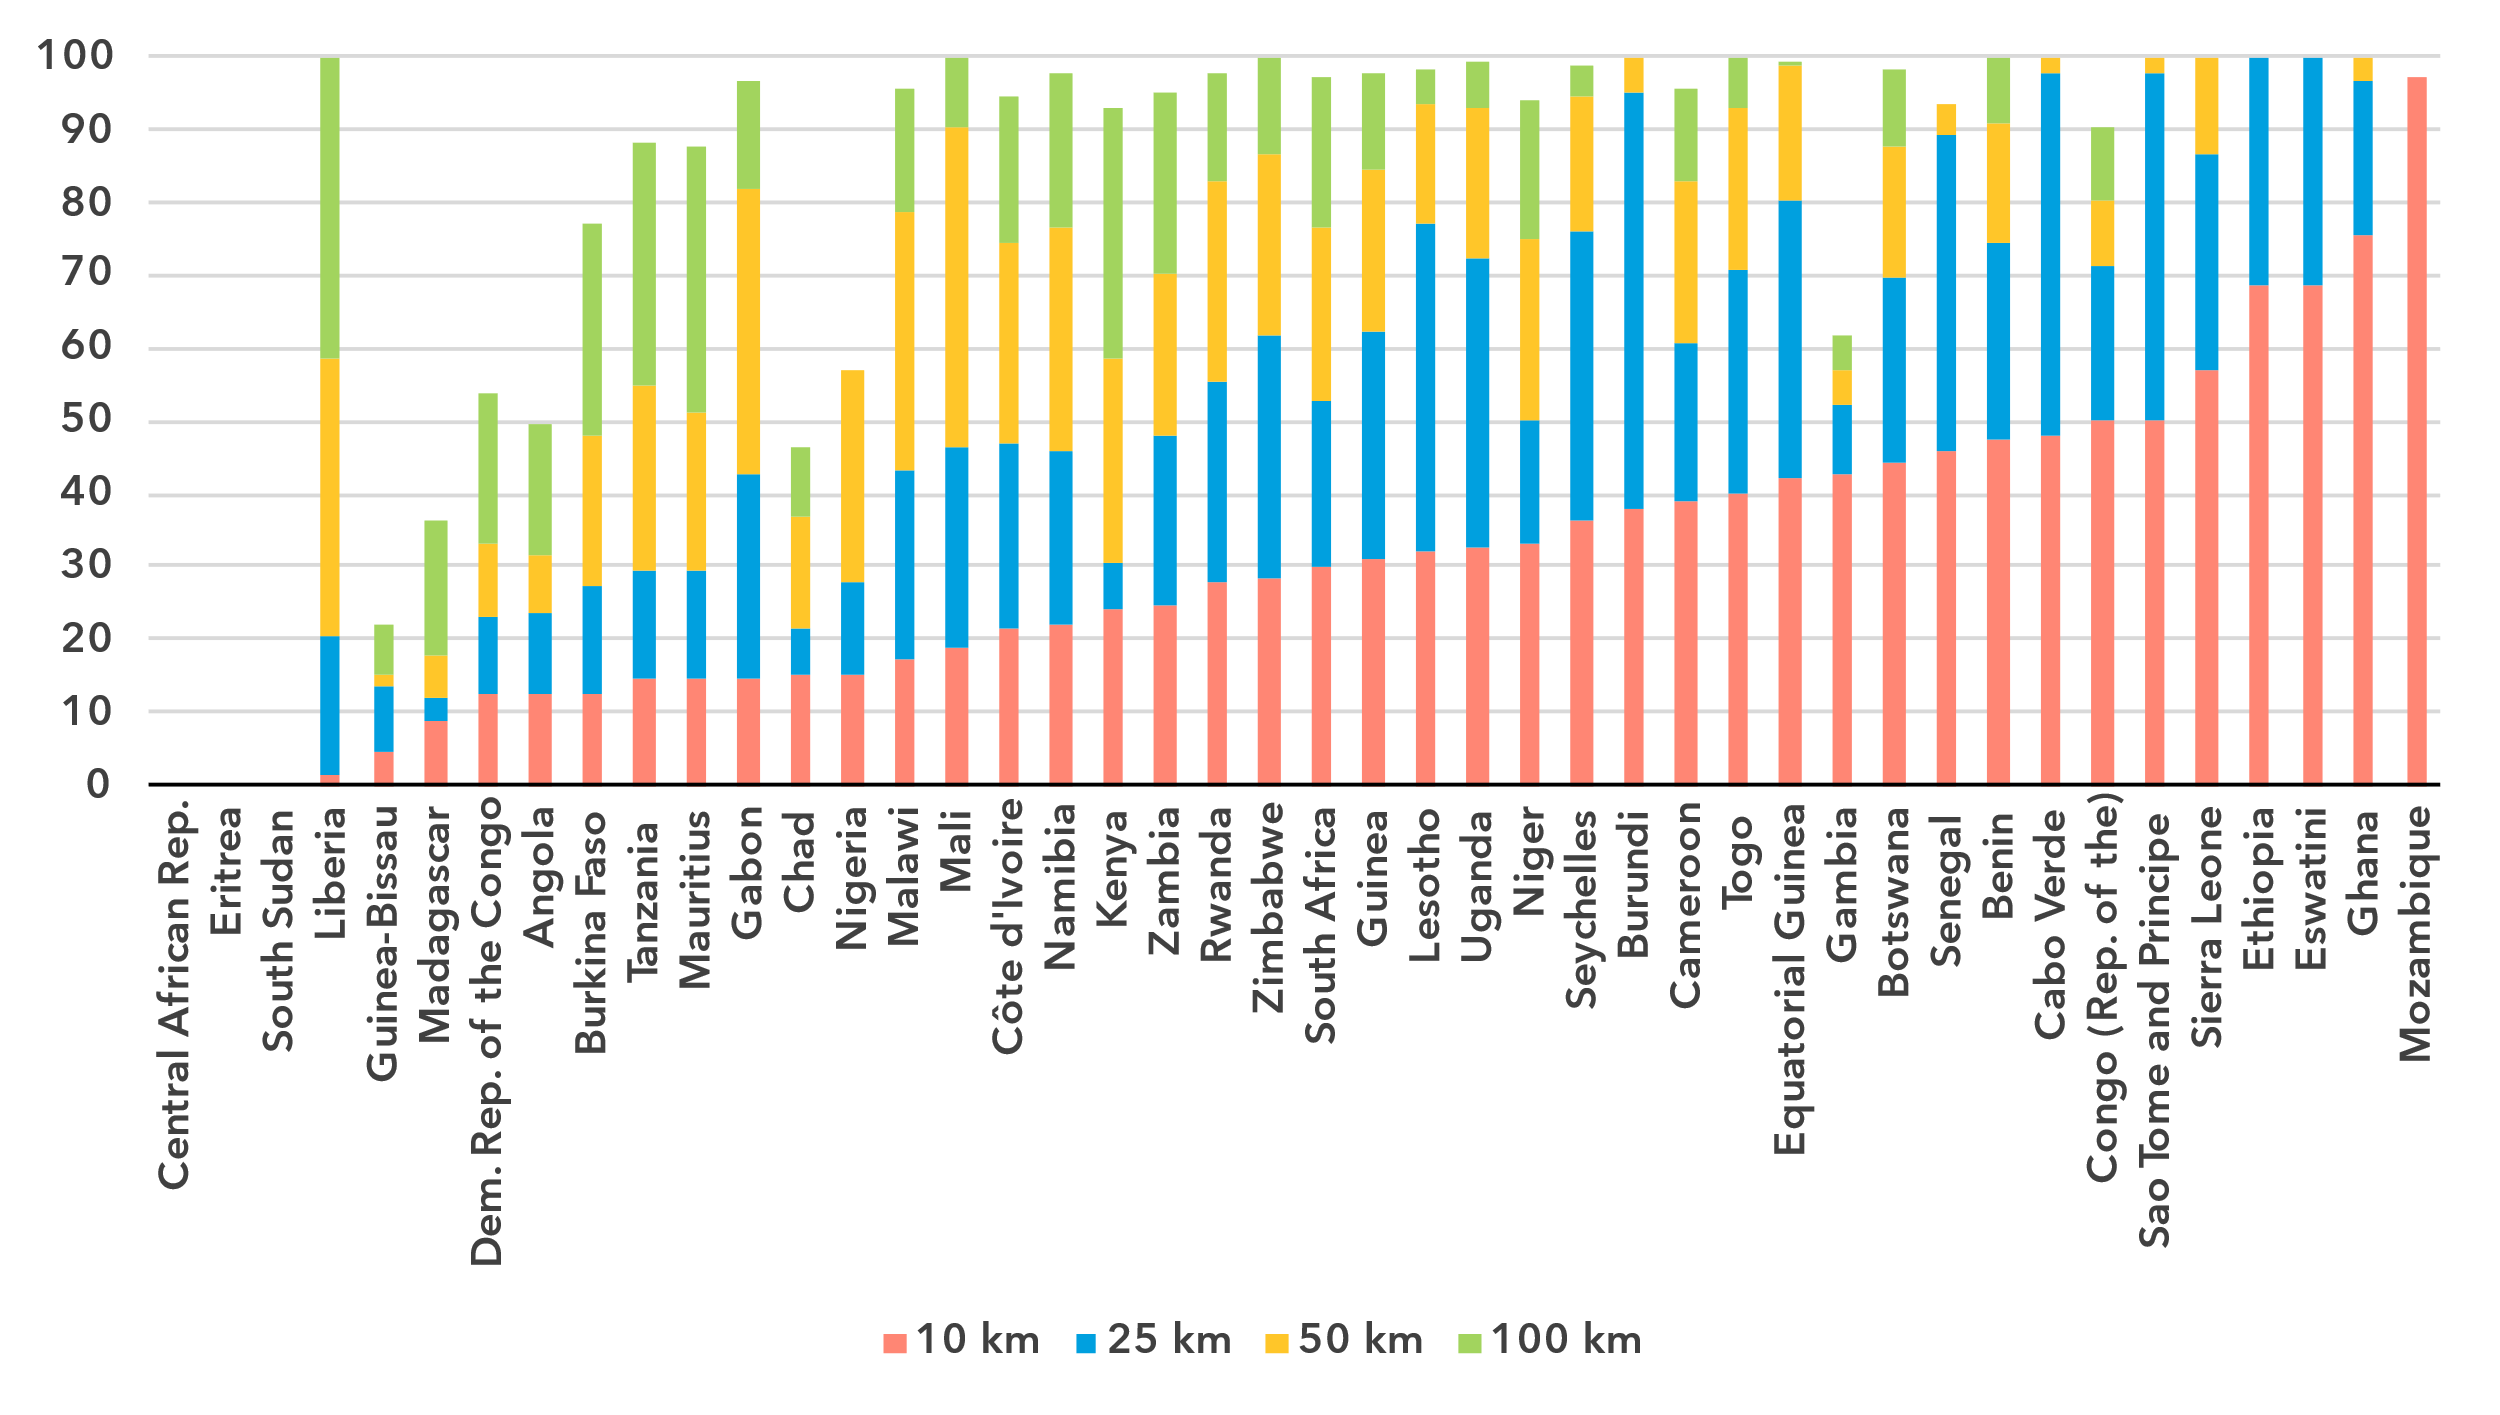 100
90
80
70
60
50
40
30
20
10
0
Central African Rep.
Eritrea
South Sudan
Liberia
Guinea-Bissau
Madagascar
Dem. Rep. of the Congo
Angola
Burkina Faso
Tanzania
Mauritius
Gabon
Chad
Nigeria
Malawi
Mali
Côte d'Ivoire
Namibia
Kenya
Zambia
Rwanda
Zimbabwe
South Africa
Guinea
Lesotho
Uganda
Niger
Seychelles
Burundi
Cameroon
Togo
Equatorial Guinea
Gambia
Botswana
Senegal
Benin
Cabo Verde
Congo (Rep. of the)
Sao Tome and Principe
Sierra Leone
Ethiopia
Eswatini
Ghana
Mozambique
10 km 25 km 50 km 100 km